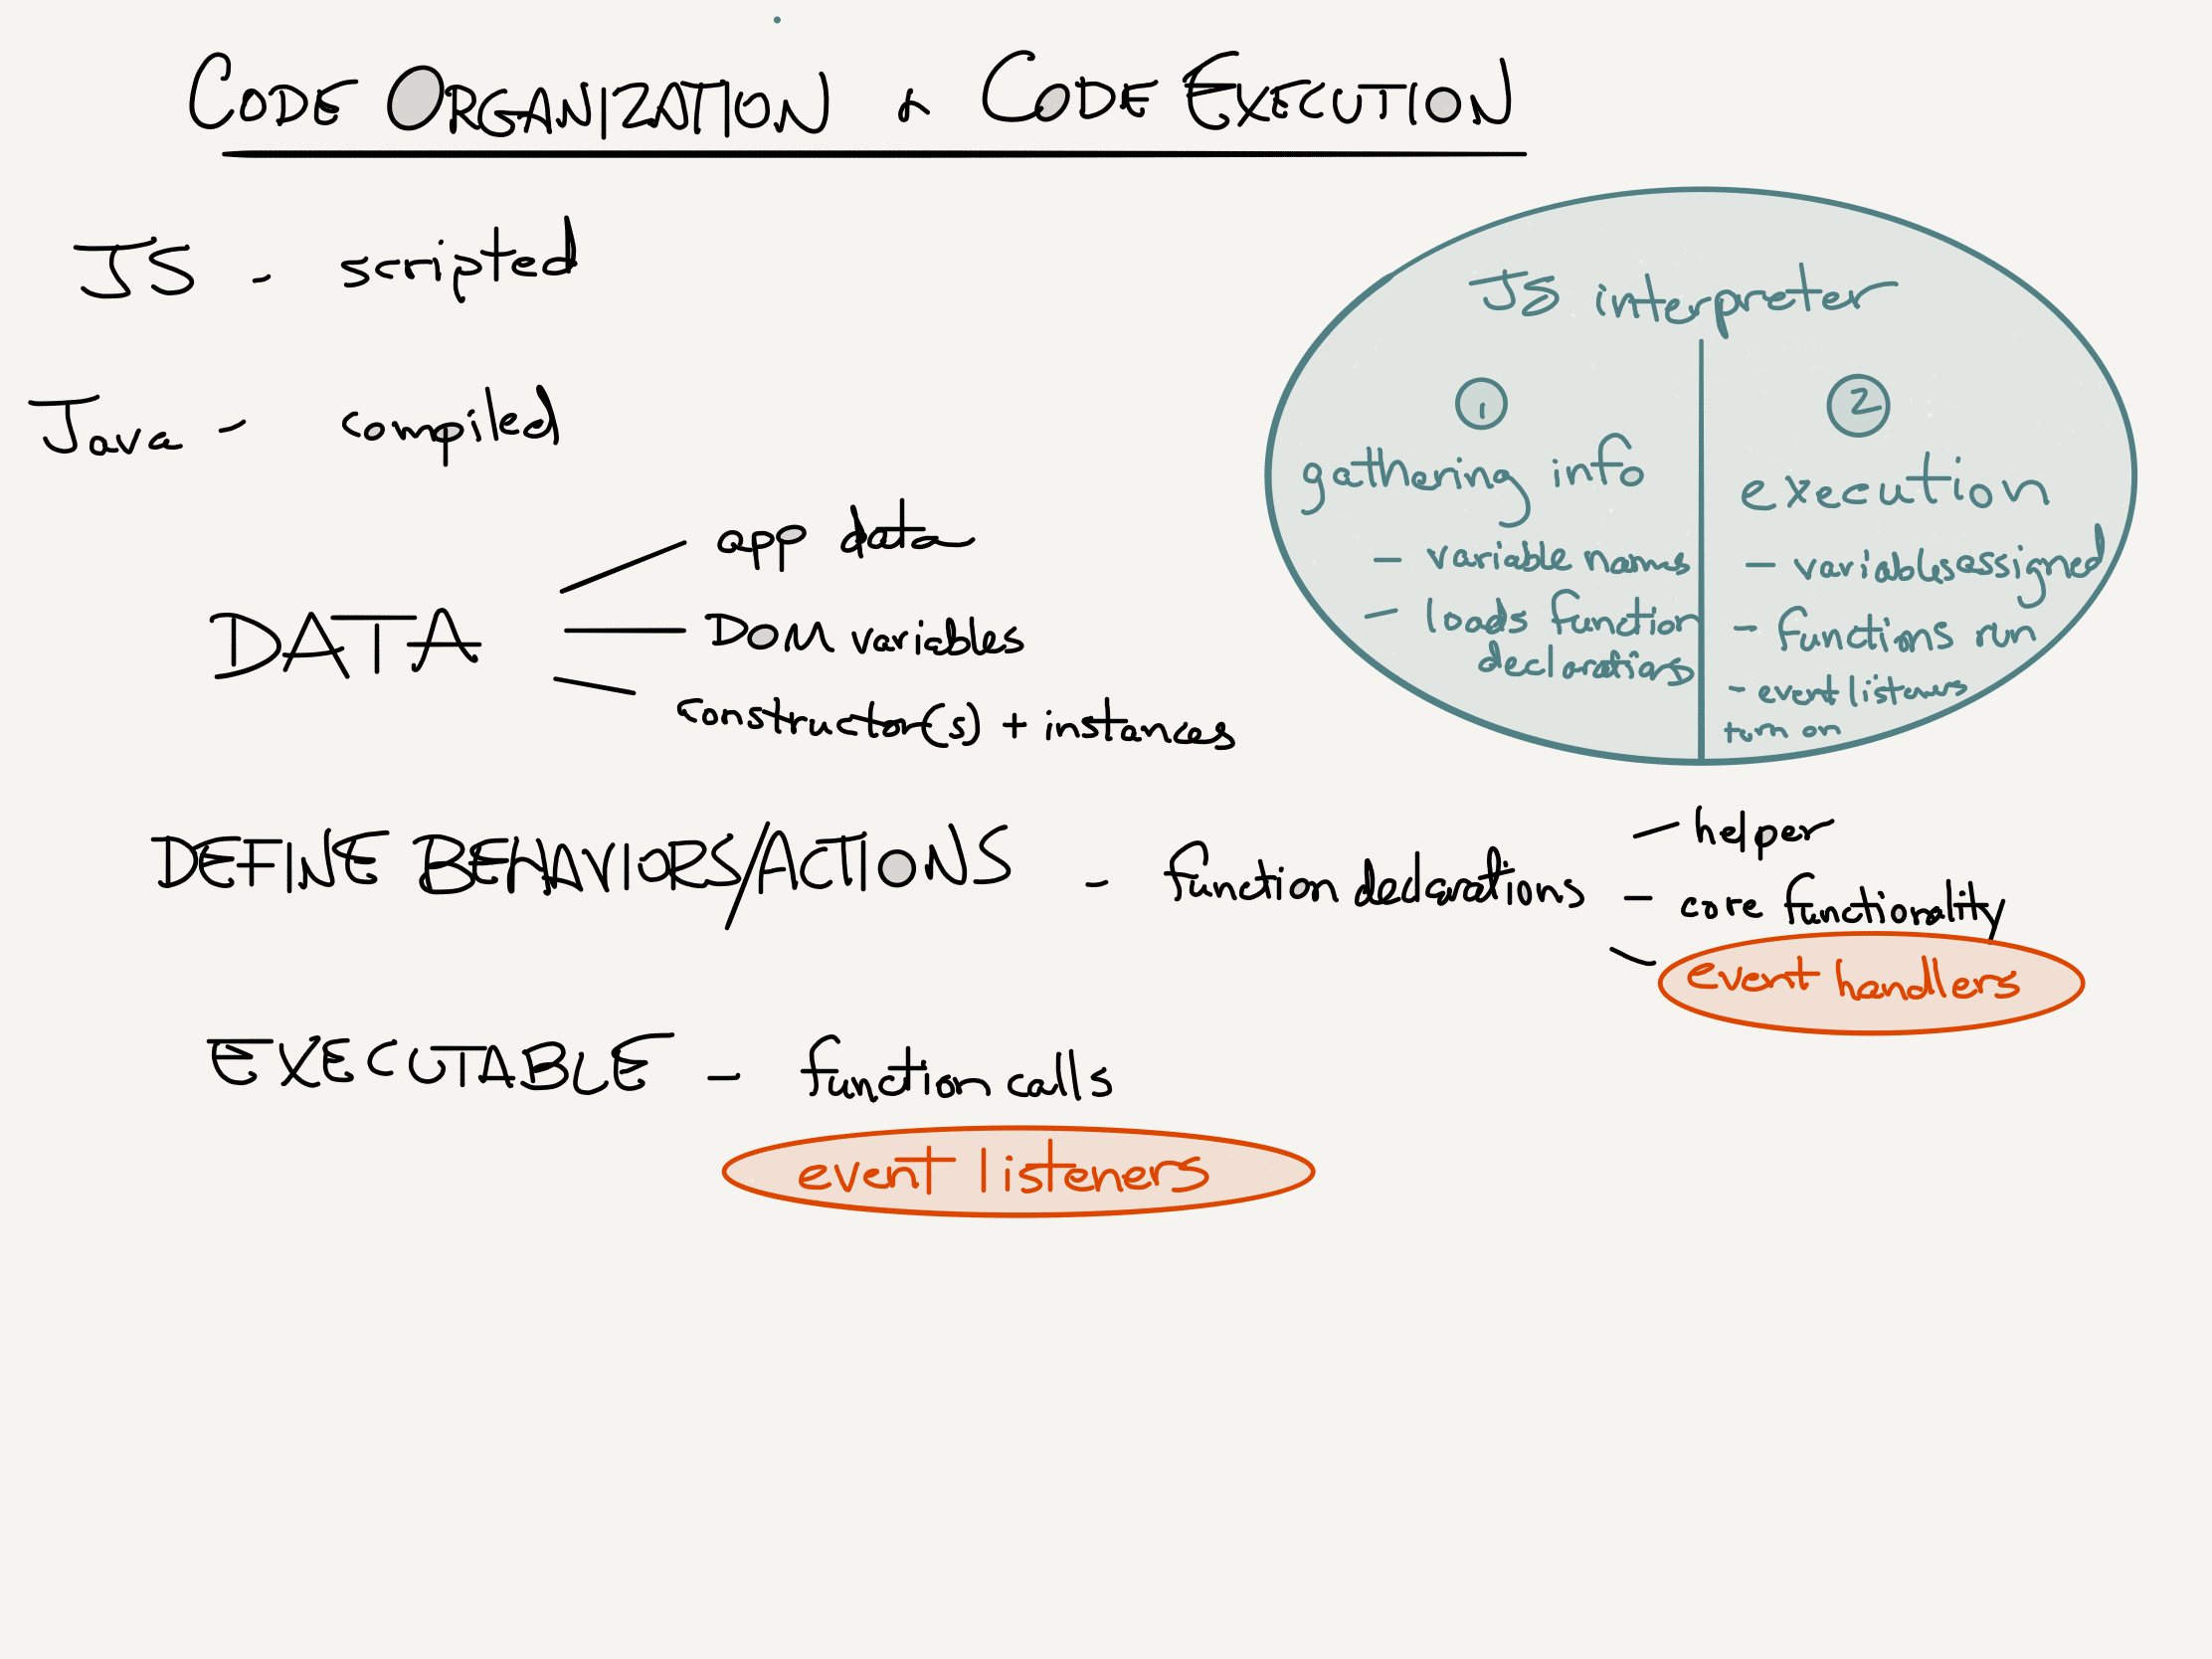 CODE ORGANIZATION & CODE EXECUTION
JS - scripted
Java - compiled
JS interpreter
1
gathering info
- variable names
- loads function
declarations
2
execution
- variables assigned
- functions run
- event listeners
turn on
DATA
app data
DOM variables
constructor(s) + instances
DEFINE BEHAVIORS/ACTIONS - function declarations
- helper
- core functionality
event handlers
EXECUTABLE - function calls
event listeners